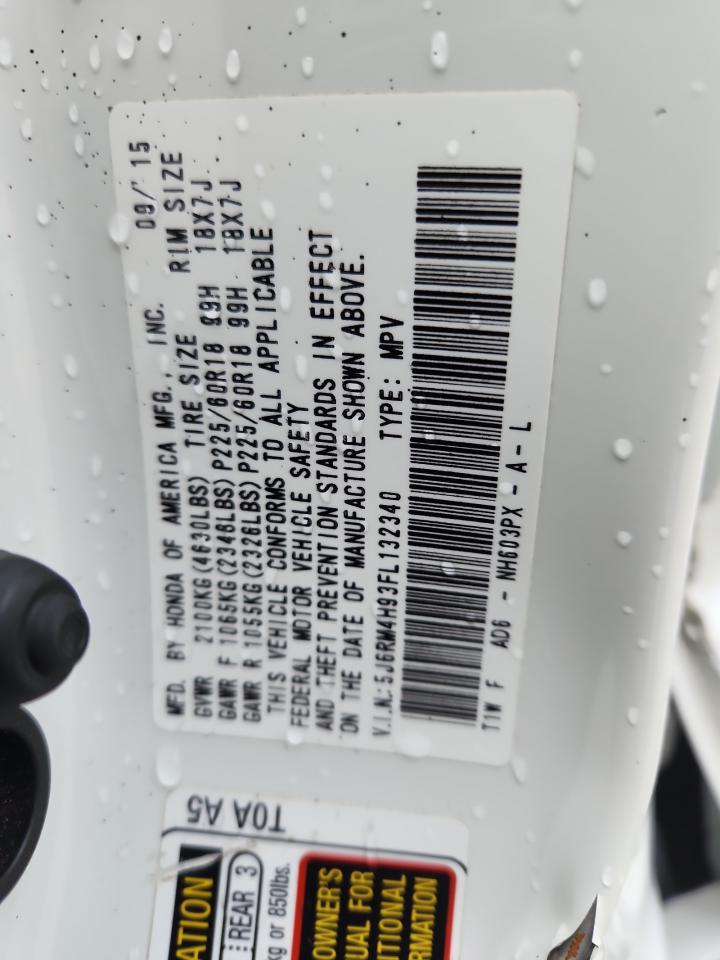 MFD. BY HONDA OF AMERICA MFG., INC. 09/'15
GVWR 2100KG(4630LBS) TIRE SIZE RIM SIZE
GAWR F 1065KG(2348LBS) P225/60R18 99H 18X7J
GAWR R 1055KG(2326LBS) P225/60R18 99H 18X7J
THIS VEHICLE CONFORMS TO ALL APPLICABLE
FEDERAL MOTOR VEHICLE SAFETY
AND THEFT PREVENTION STANDARDS IN EFFECT
ON THE DATE OF MANUFACTURE SHOWN ABOVE.
V.I.N.: 5J6RM4H93FL132340 TYPE: MPV
T1W F AD6 - NH603PX - A - L
T0A A5
ATION
REAR 3
kg or 850lbs.
OWNER'S
UAL FOR
ITIONAL
RMATION